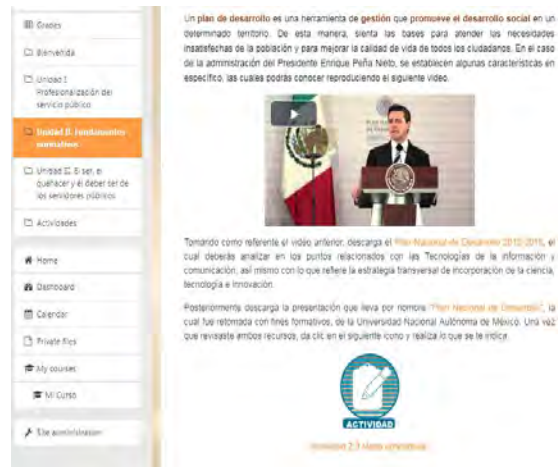 Grades
Bienvenida
Unidad I.
Profesionalización del
servicio público
Unidad II. Fundamentos
normativos
Unidad III. El ser, el
quehacer y el deber ser de
los servidores públicos
Actividades
Home
Dashboard
Calendar
Private files
My courses
Mi Curso
Site administration
Un plan de desarrollo es una herramienta de gestión que promueve el desarrollo social en un
determinado territorio. De esta manera, sienta las bases para atender las necesidades
insatisfechas de la población y para mejorar la calidad de vida de todos los ciudadanos. En el caso
de la administración del Presidente Enrique Peña Nieto, se establecen algunas características en
específico, las cuales podrás conocer reproduciendo el siguiente video.
Tomando como referente el video anterior, descarga el Plan Nacional de Desarrollo 2012-2018, el
cual deberás analizar en los puntos relacionados con las Tecnologías de la información y
comunicación, así mismo con lo que refiere la estrategia transversal de incorporación de la ciencia,
tecnología e innovación.
Posteriormente descarga la presentación que lleva por nombre "Plan Nacional de Desarrollo", la
cual fue retomada con fines formativos, de la Universidad Nacional Autónoma de México. Una vez
que revisaste ambos recursos, da clic en el siguiente icono y realiza lo que se te indica.
ACTIVIDAD